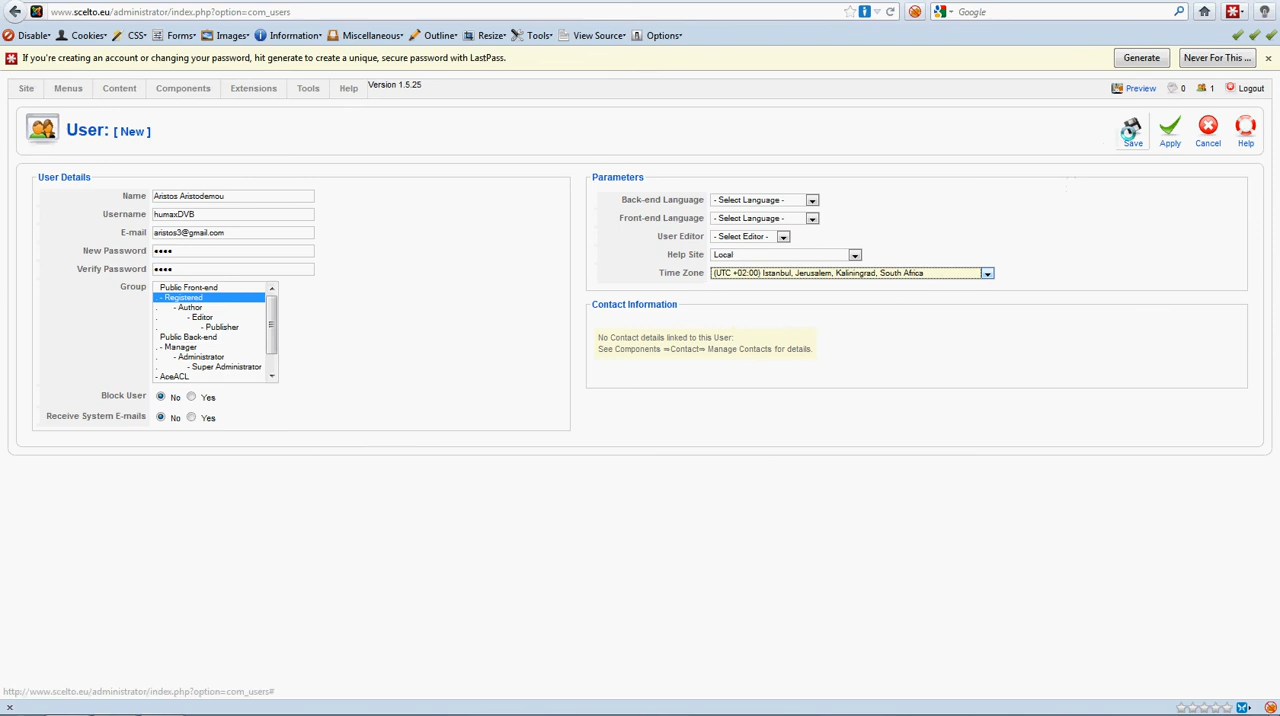 www.scelto.eu/administrator/index.php?option=com_users
Google
Disable Cookies CSS Forms Images Information Miscellaneous Outline Resize Tools View Source Options
If you're creating an account or changing your password, hit generate to create a unique, secure password with LastPass.
Generate
Never For This ...
Site Menus Content Components Extensions Tools Help Version 1.5.25
Preview 0 1 Logout
User: [ New ]
Save Apply Cancel Help
User Details
Name Aristos Aristodemou
Username humaxDVB
E-mail aristos3@gmail.com
New Password ••••
Verify Password ••••
Group
Public Front-end
. - Registered
. - Author
. - Editor
. - Publisher
Public Back-end
. - Manager
. - Administrator
. - Super Administrator
- AceACL
Block User No Yes
Receive System E-mails No Yes
Parameters
Back-end Language - Select Language -
Front-end Language - Select Language -
User Editor - Select Editor -
Help Site Local
Time Zone (UTC +02:00) Istanbul, Jerusalem, Kaliningrad, South Africa
Contact Information
No Contact details linked to this User:
See Components ⇒Contact⇒ Manage Contacts for details.
http://www.scelto.eu/administrator/index.php?option=com_users#